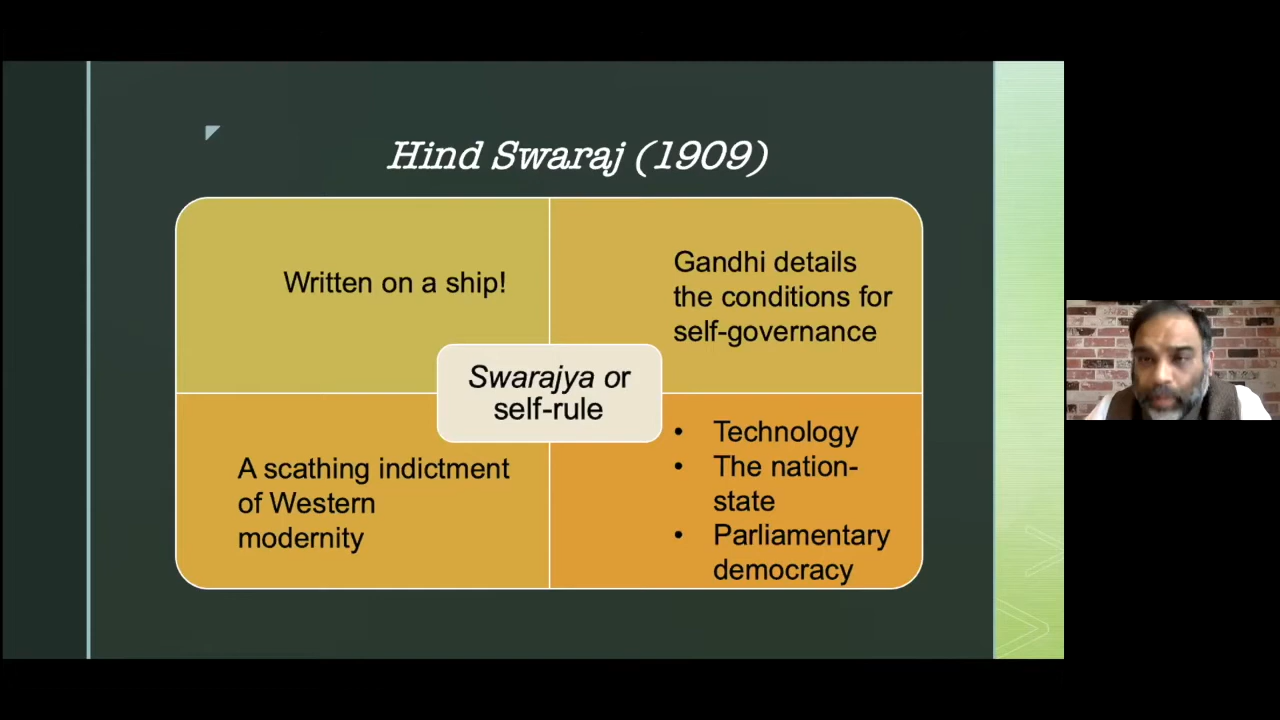 Hind Swaraj (1909)
Written on a ship!
Gandhi details
the conditions for
self-governance
Swarajya or
self-rule
A scathing indictment
of Western
modernity
• Technology
• The nation-
state
• Parliamentary
democracy